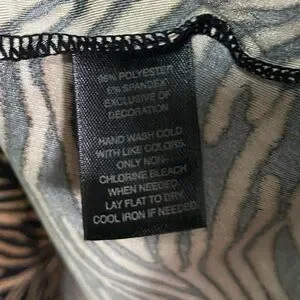 95% POLYESTER
5% SPANDEX
EXCLUSIVE OF
DECORATION
HAND WASH COLD
WITH LIKE COLORS.
ONLY NON-
CHLORINE BLEACH
WHEN NEEDED.
LAY FLAT TO DRY.
COOL IRON IF NEEDED